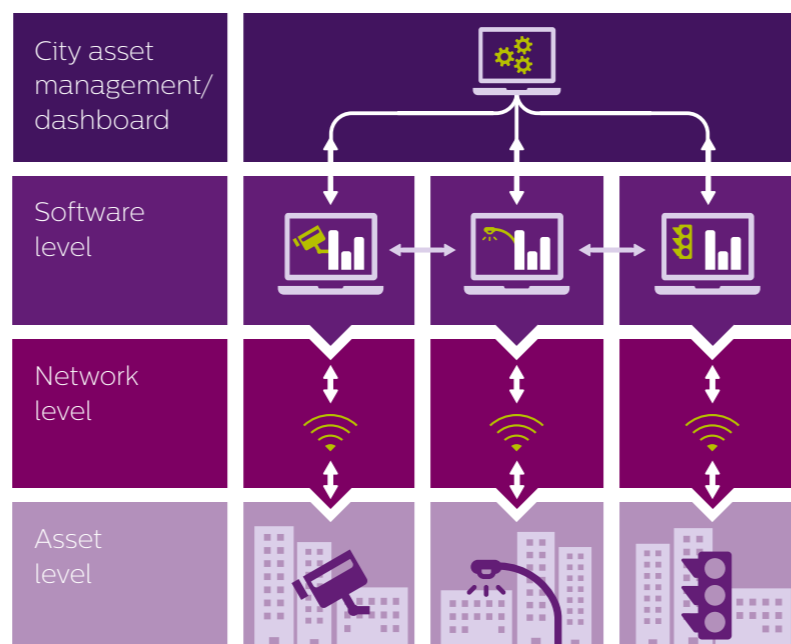 City asset
management/
dashboard
Software
level
Network
level
Asset
level